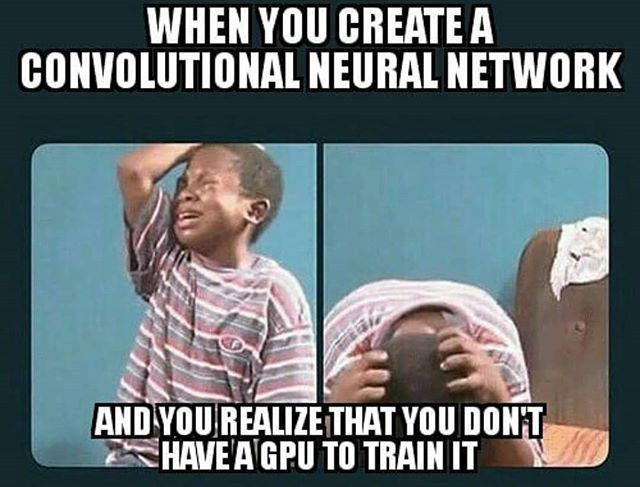 WHEN YOU CREATE A
CONVOLUTIONAL NEURAL NETWORK
AND YOU REALIZE THAT YOU DON'T
HAVE A GPU TO TRAIN IT